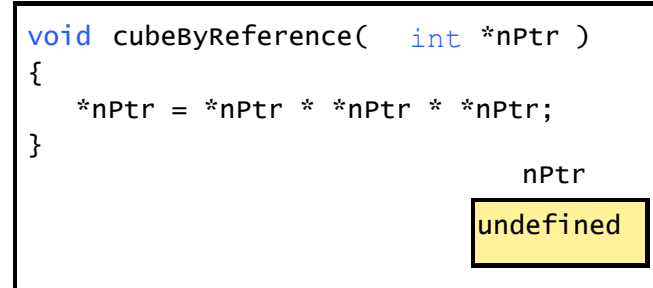 void cubeByReference( int *nPtr )
{
*nPtr = *nPtr * *nPtr * *nPtr;
}
nPtr
undefined